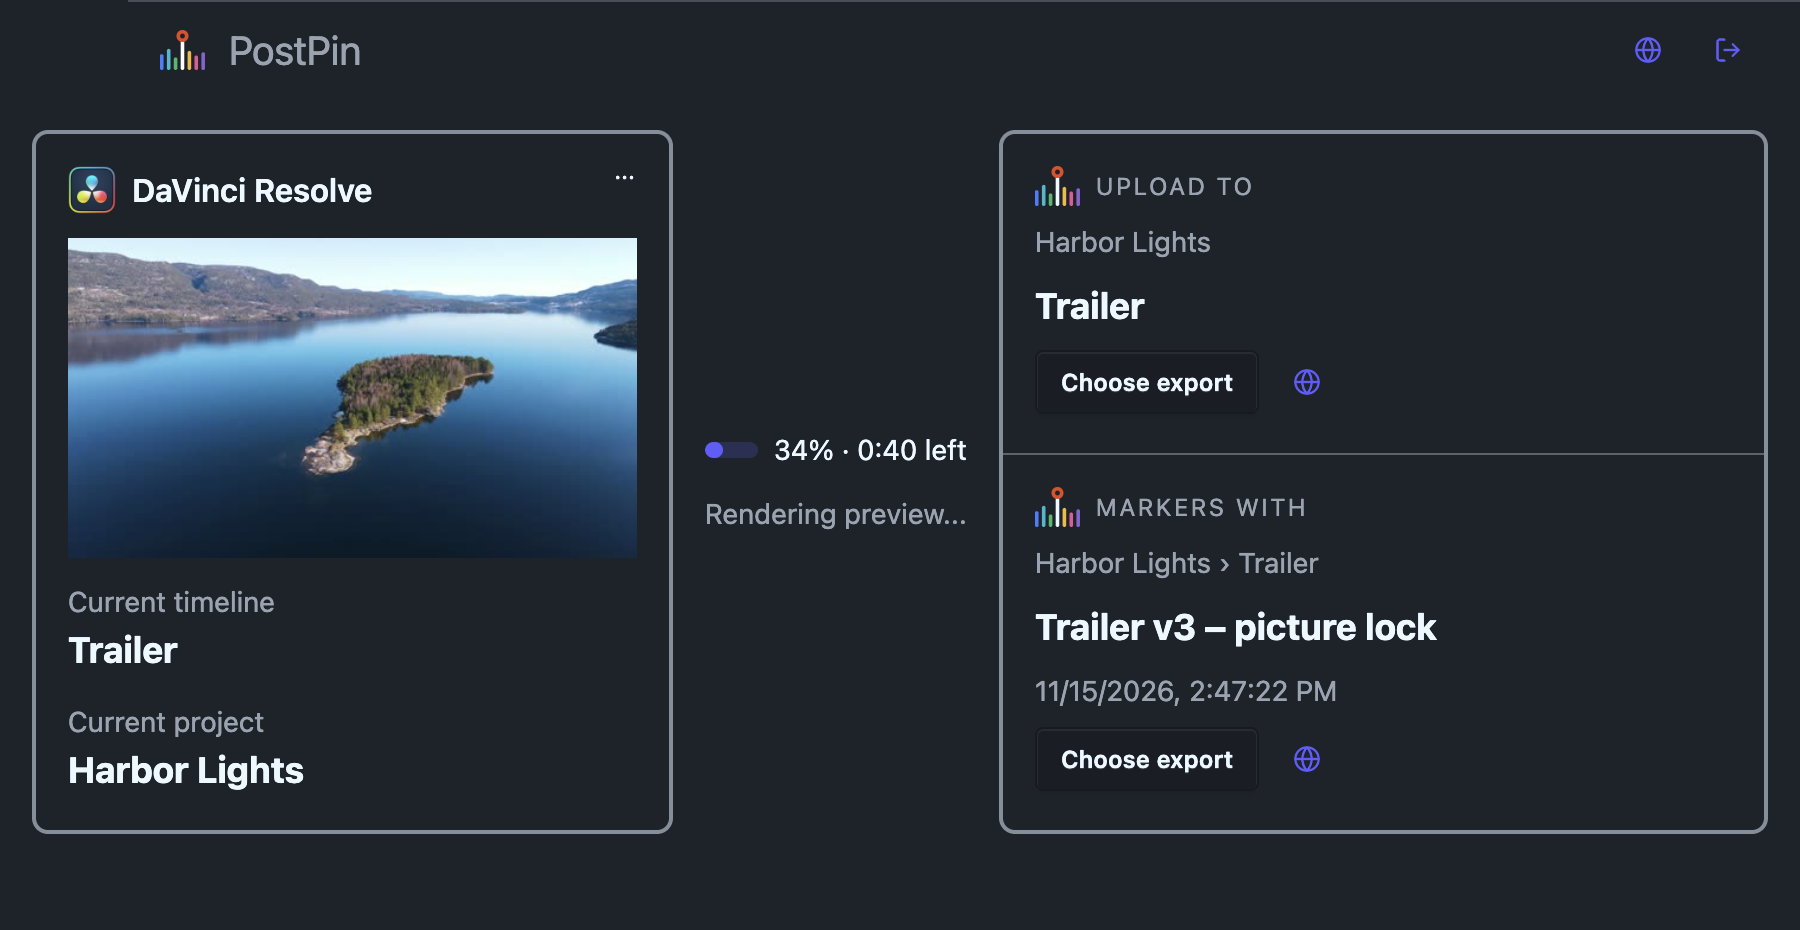 PostPin
DaVinci Resolve
...
Current timeline
Trailer
Current project
Harbor Lights
34% · 0:40 left
Rendering preview...
UPLOAD TO
Harbor Lights
Trailer
Choose export
MARKERS WITH
Harbor Lights › Trailer
Trailer v3 – picture lock
11/15/2026, 2:47:22 PM
Choose export